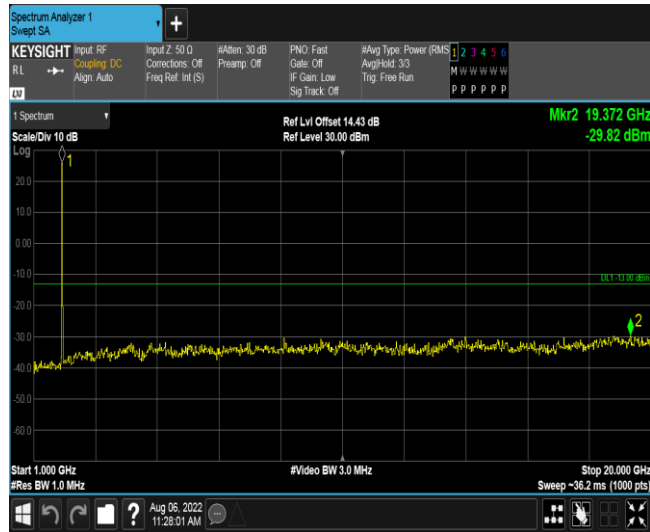 Spectrum Analyzer 1
Swept SA
+
KEYSIGHT
RL
LXI
Input: RF
Coupling: DC
Align: Auto
Input Z: 50 Ω
Corrections: Off
Freq Ref: Int (S)
#Atten: 30 dB
Preamp: Off
PNO: Fast
Gate: Off
IF Gain: Low
Sig Track: Off
#Avg Type: Power (RMS
Avg|Hold: 3/3
Trig: Free Run
1 2 3 4 5 6
M W W W W W
P P P P P P
1 Spectrum
Scale/Div 10 dB
Log
Ref Lvl Offset 14.43 dB
Ref Level 30.00 dBm
Mkr2 19.372 GHz
-29.82 dBm
1
20.0
10.0
0.00
-10.0
DL1 -13.00 dBm
-20.0
2
-30.0
-40.0
-50.0
-60.0
Start 1.000 GHz
#Res BW 1.0 MHz
#Video BW 3.0 MHz
Stop 20.000 GHz
Sweep ~36.2 ms (1000 pts)
?
Aug 06, 2022
11:28:01 AM